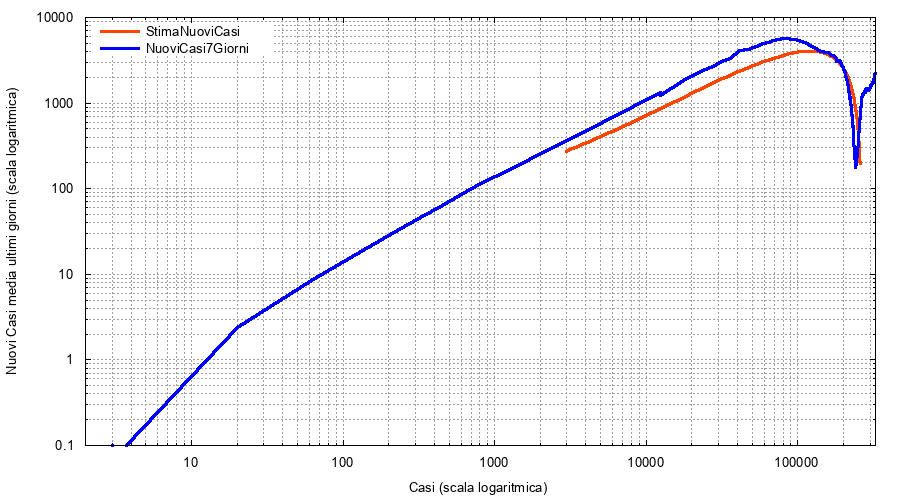 StimaNuoviCasi
NuoviCasi7Giorni
10000
1000
100
10
1
0.1
10
100
1000
10000
100000
Nuovi Casi media ultimi giorni (scala logaritmica)
Casi (scala logaritmica)